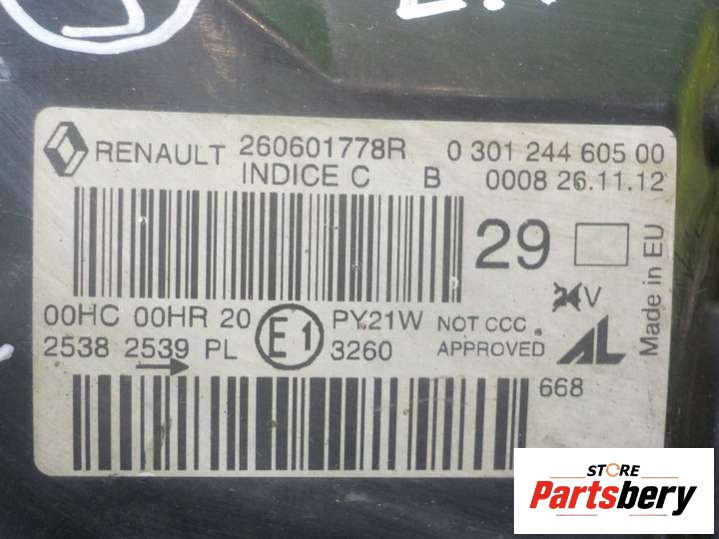 RENAULT 260601778R 0 301 244 605 00
INDICE C B 0008 26.11.12
29
24V
Made in EU
00HC 00HR 20 E1 PY21W NOT CCC.
2538 2539 PL 3260 APPROVED AL
668
STORE
Partsbery